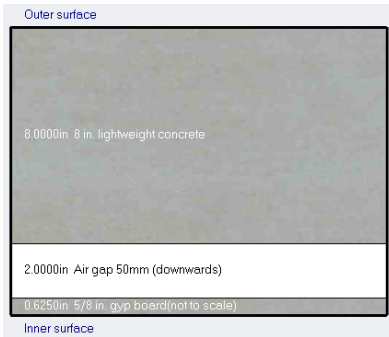 Outer surface
8.0000in 8 in. lightweight concrete
2.0000in Air gap 50mm (downwards)
0.6250in 5/8 in. gyp board(not to scale)
Inner surface